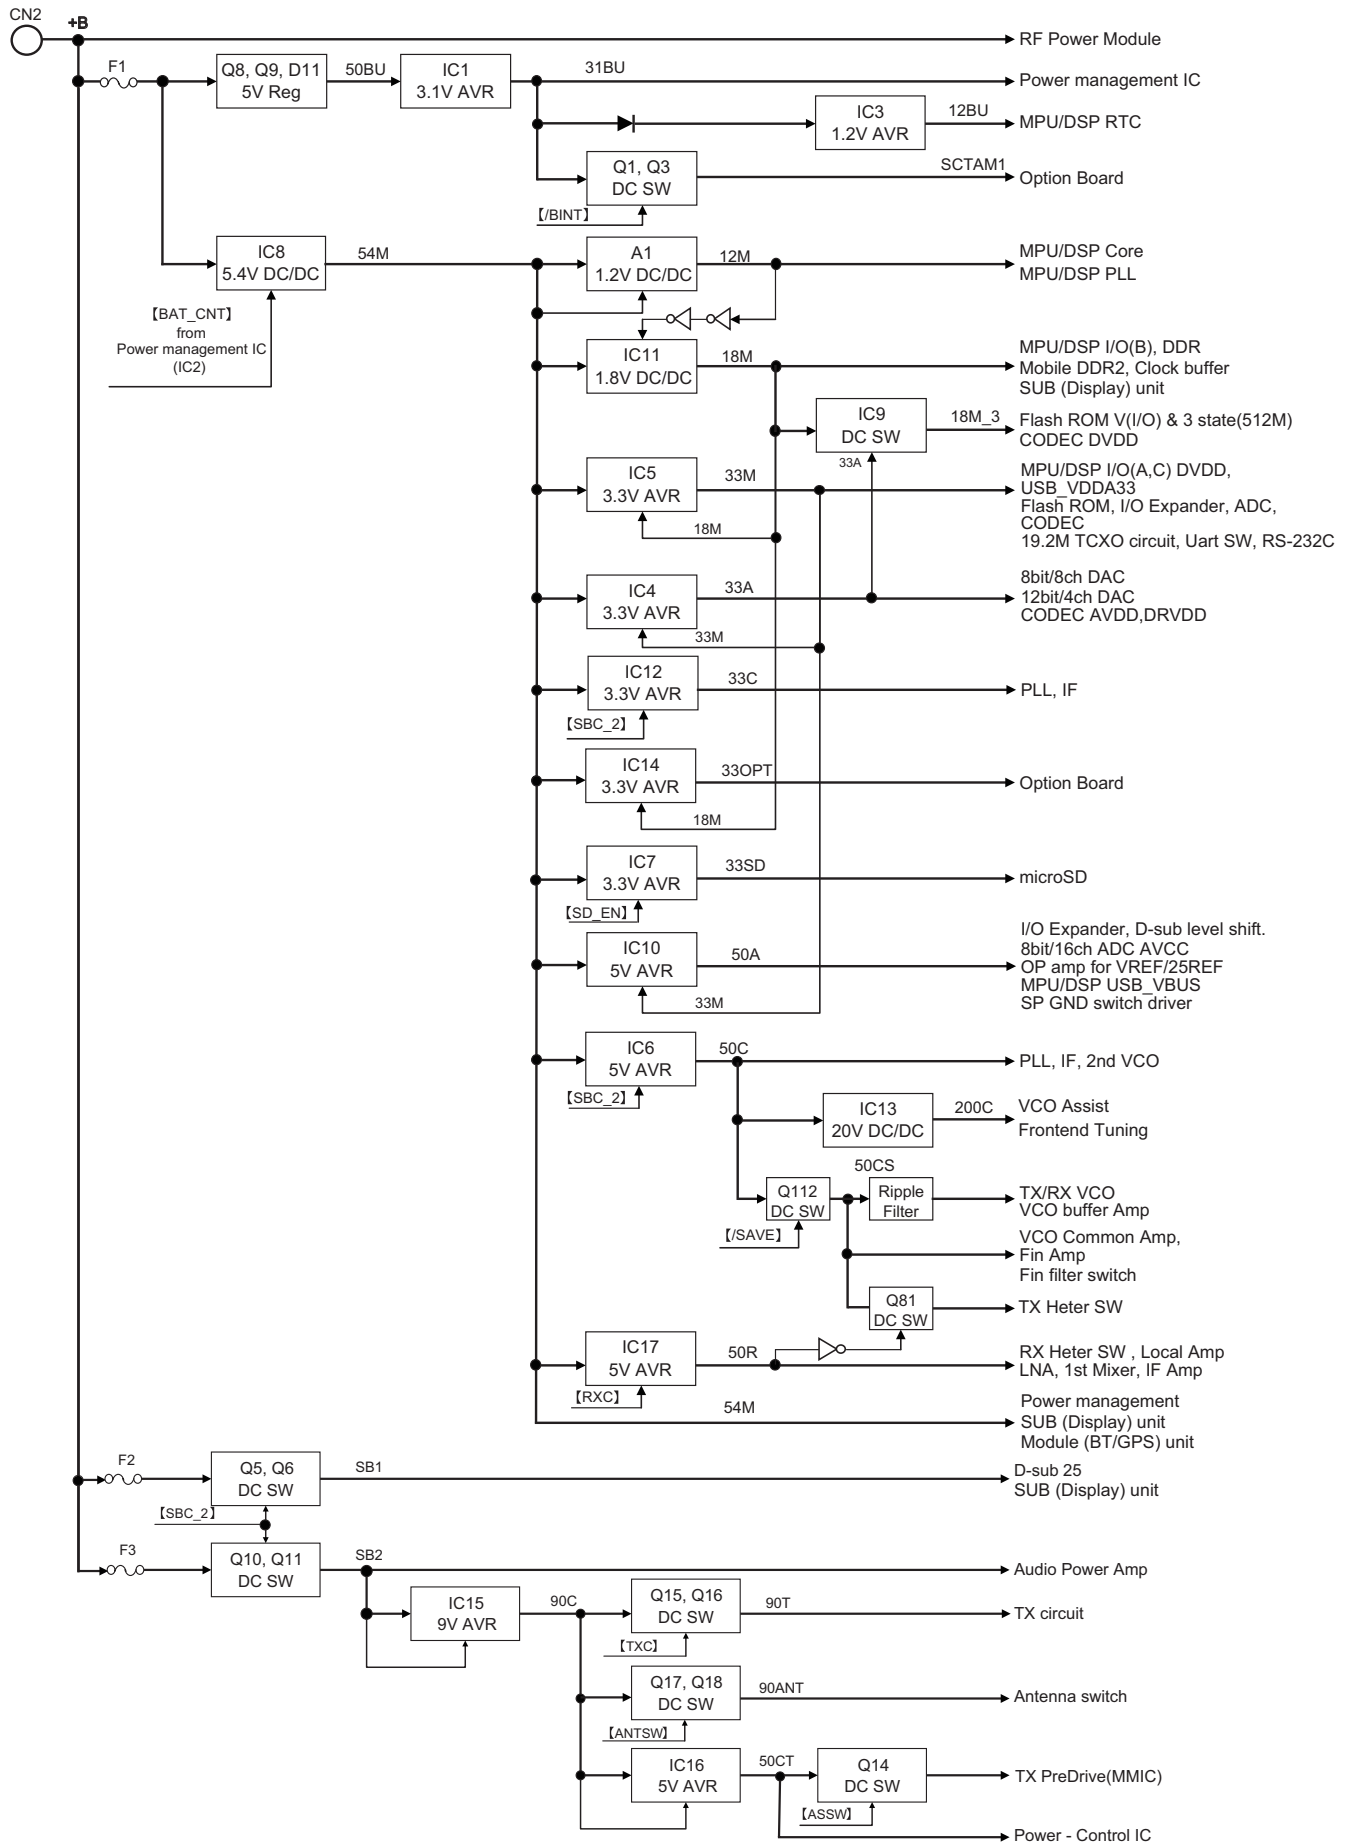 CN2
+B
RF Power Module
F1
Q8, Q9, D11
5V Reg
50BU
IC1
3.1V AVR
31BU
Power management IC
IC3
1.2V AVR
12BU
MPU/DSP RTC
Q1, Q3
DC SW
SCTAM1
Option Board
【/BINT】
IC8
5.4V DC/DC
54M
A1
1.2V DC/DC
12M
MPU/DSP Core
MPU/DSP PLL
【BAT_CNT】
from
Power management IC
(IC2)
IC11
1.8V DC/DC
18M
MPU/DSP I/O(B), DDR
Mobile DDR2, Clock buffer
SUB (Display) unit
IC9
DC SW
18M_3
Flash ROM V(I/O) & 3 state(512M)
CODEC DVDD
33A
IC5
3.3V AVR
33M
MPU/DSP I/O(A,C) DVDD,
USB_VDDA33
Flash ROM, I/O Expander, ADC,
CODEC
19.2M TCXO circuit, Uart SW, RS-232C
18M
IC4
3.3V AVR
33A
8bit/8ch DAC
12bit/4ch DAC
CODEC AVDD,DRVDD
33M
IC12
3.3V AVR
33C
PLL, IF
【SBC_2】
IC14
3.3V AVR
33OPT
Option Board
18M
IC7
3.3V AVR
33SD
microSD
【SD_EN】
IC10
5V AVR
50A
I/O Expander, D-sub level shift.
8bit/16ch ADC AVCC
OP amp for VREF/25REF
MPU/DSP USB_VBUS
SP GND switch driver
33M
IC6
5V AVR
50C
PLL, IF, 2nd VCO
【SBC_2】
IC13
20V DC/DC
200C
VCO Assist
Frontend Tuning
50CS
Q112
DC SW
Ripple
Filter
TX/RX VCO
VCO buffer Amp
【/SAVE】
VCO Common Amp,
Fin Amp
Fin filter switch
Q81
DC SW
TX Heter SW
IC17
5V AVR
50R
RX Heter SW , Local Amp
LNA, 1st Mixer, IF Amp
【RXC】
54M
Power management
SUB (Display) unit
Module (BT/GPS) unit
F2
Q5, Q6
DC SW
SB1
D-sub 25
SUB (Display) unit
【SBC_2】
F3
Q10, Q11
DC SW
SB2
Audio Power Amp
IC15
9V AVR
90C
Q15, Q16
DC SW
90T
TX circuit
【TXC】
Q17, Q18
DC SW
90ANT
Antenna switch
【ANTSW】
IC16
5V AVR
50CT
Q14
DC SW
TX PreDrive(MMIC)
【ASSW】
Power - Control IC